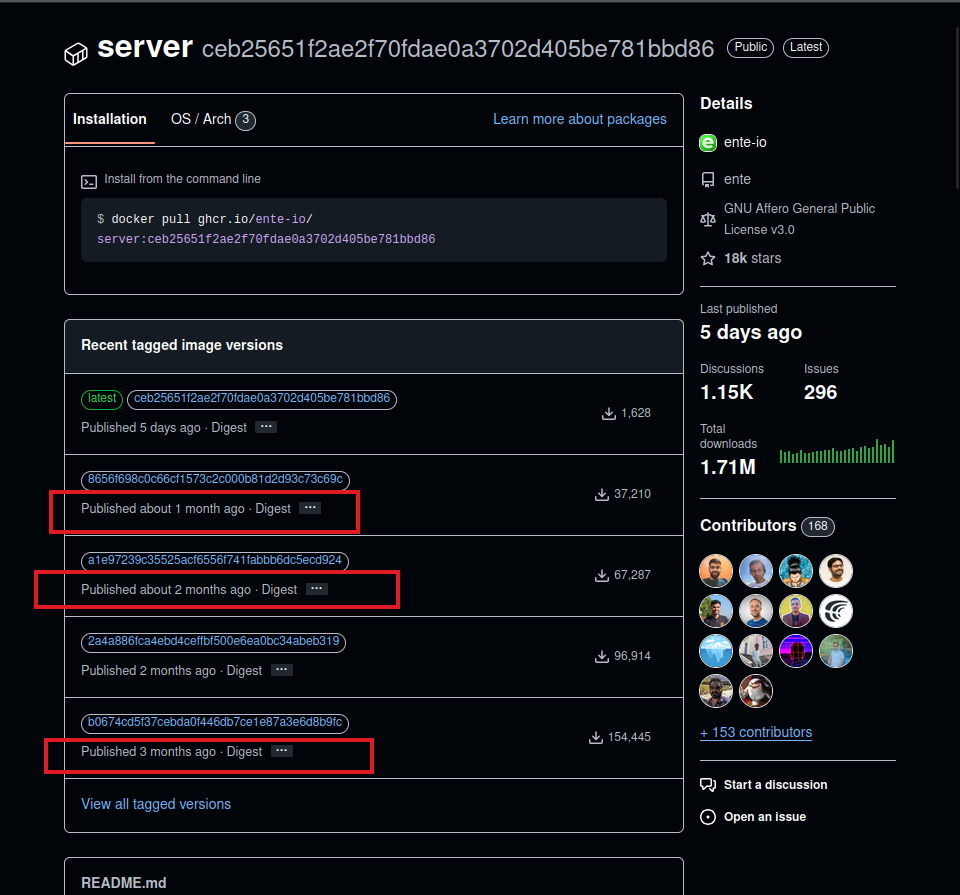 server ceb25651f2ae2f70fdae0a3702d405be781bbd86 Public Latest
Installation OS / Arch 3 Learn more about packages
Install from the command line
$ docker pull ghcr.io/ente-io/
server:ceb25651f2ae2f70fdae0a3702d405be781bbd86
Recent tagged image versions
latest ceb25651f2ae2f70fdae0a3702d405be781bbd86
Published 5 days ago · Digest ···
1,628
8656f698c0c66cf1573c2c000b81d2d93c73c69c
Published about 1 month ago · Digest ···
37,210
a1e97239c35525acf6556f741fabbb6dc5ecd924
Published about 2 months ago · Digest ···
67,287
2a4a886fca4ebd4ceffbf500e6ea0bc34abeb319
Published 2 months ago · Digest ···
96,914
b0674cd5f37cebda0f446db7ce1e87a3e6d8b9fc
Published 3 months ago · Digest ···
154,445
View all tagged versions
README.md
Details
e ente-io
ente
GNU Affero General Public
License v3.0
18k stars
Last published
5 days ago
Discussions Issues
1.15K 296
Total
downloads
1.71M
Contributors 168
+ 153 contributors
Start a discussion
Open an issue